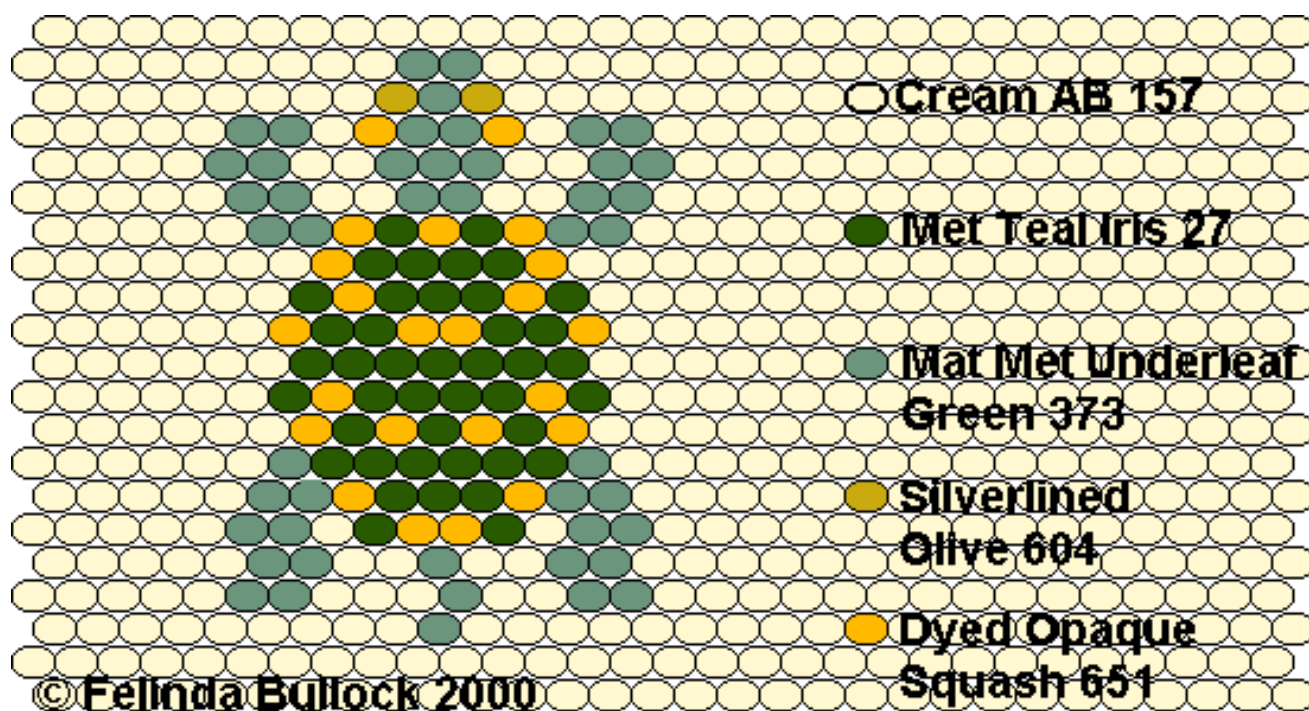 Cream AB 157
Met Teal Iris 27
Mat Met Underleaf
Green 373
Silverlined
Olive 604
Dyed Opaque
Squash 651
© Felinda Bullock 2000